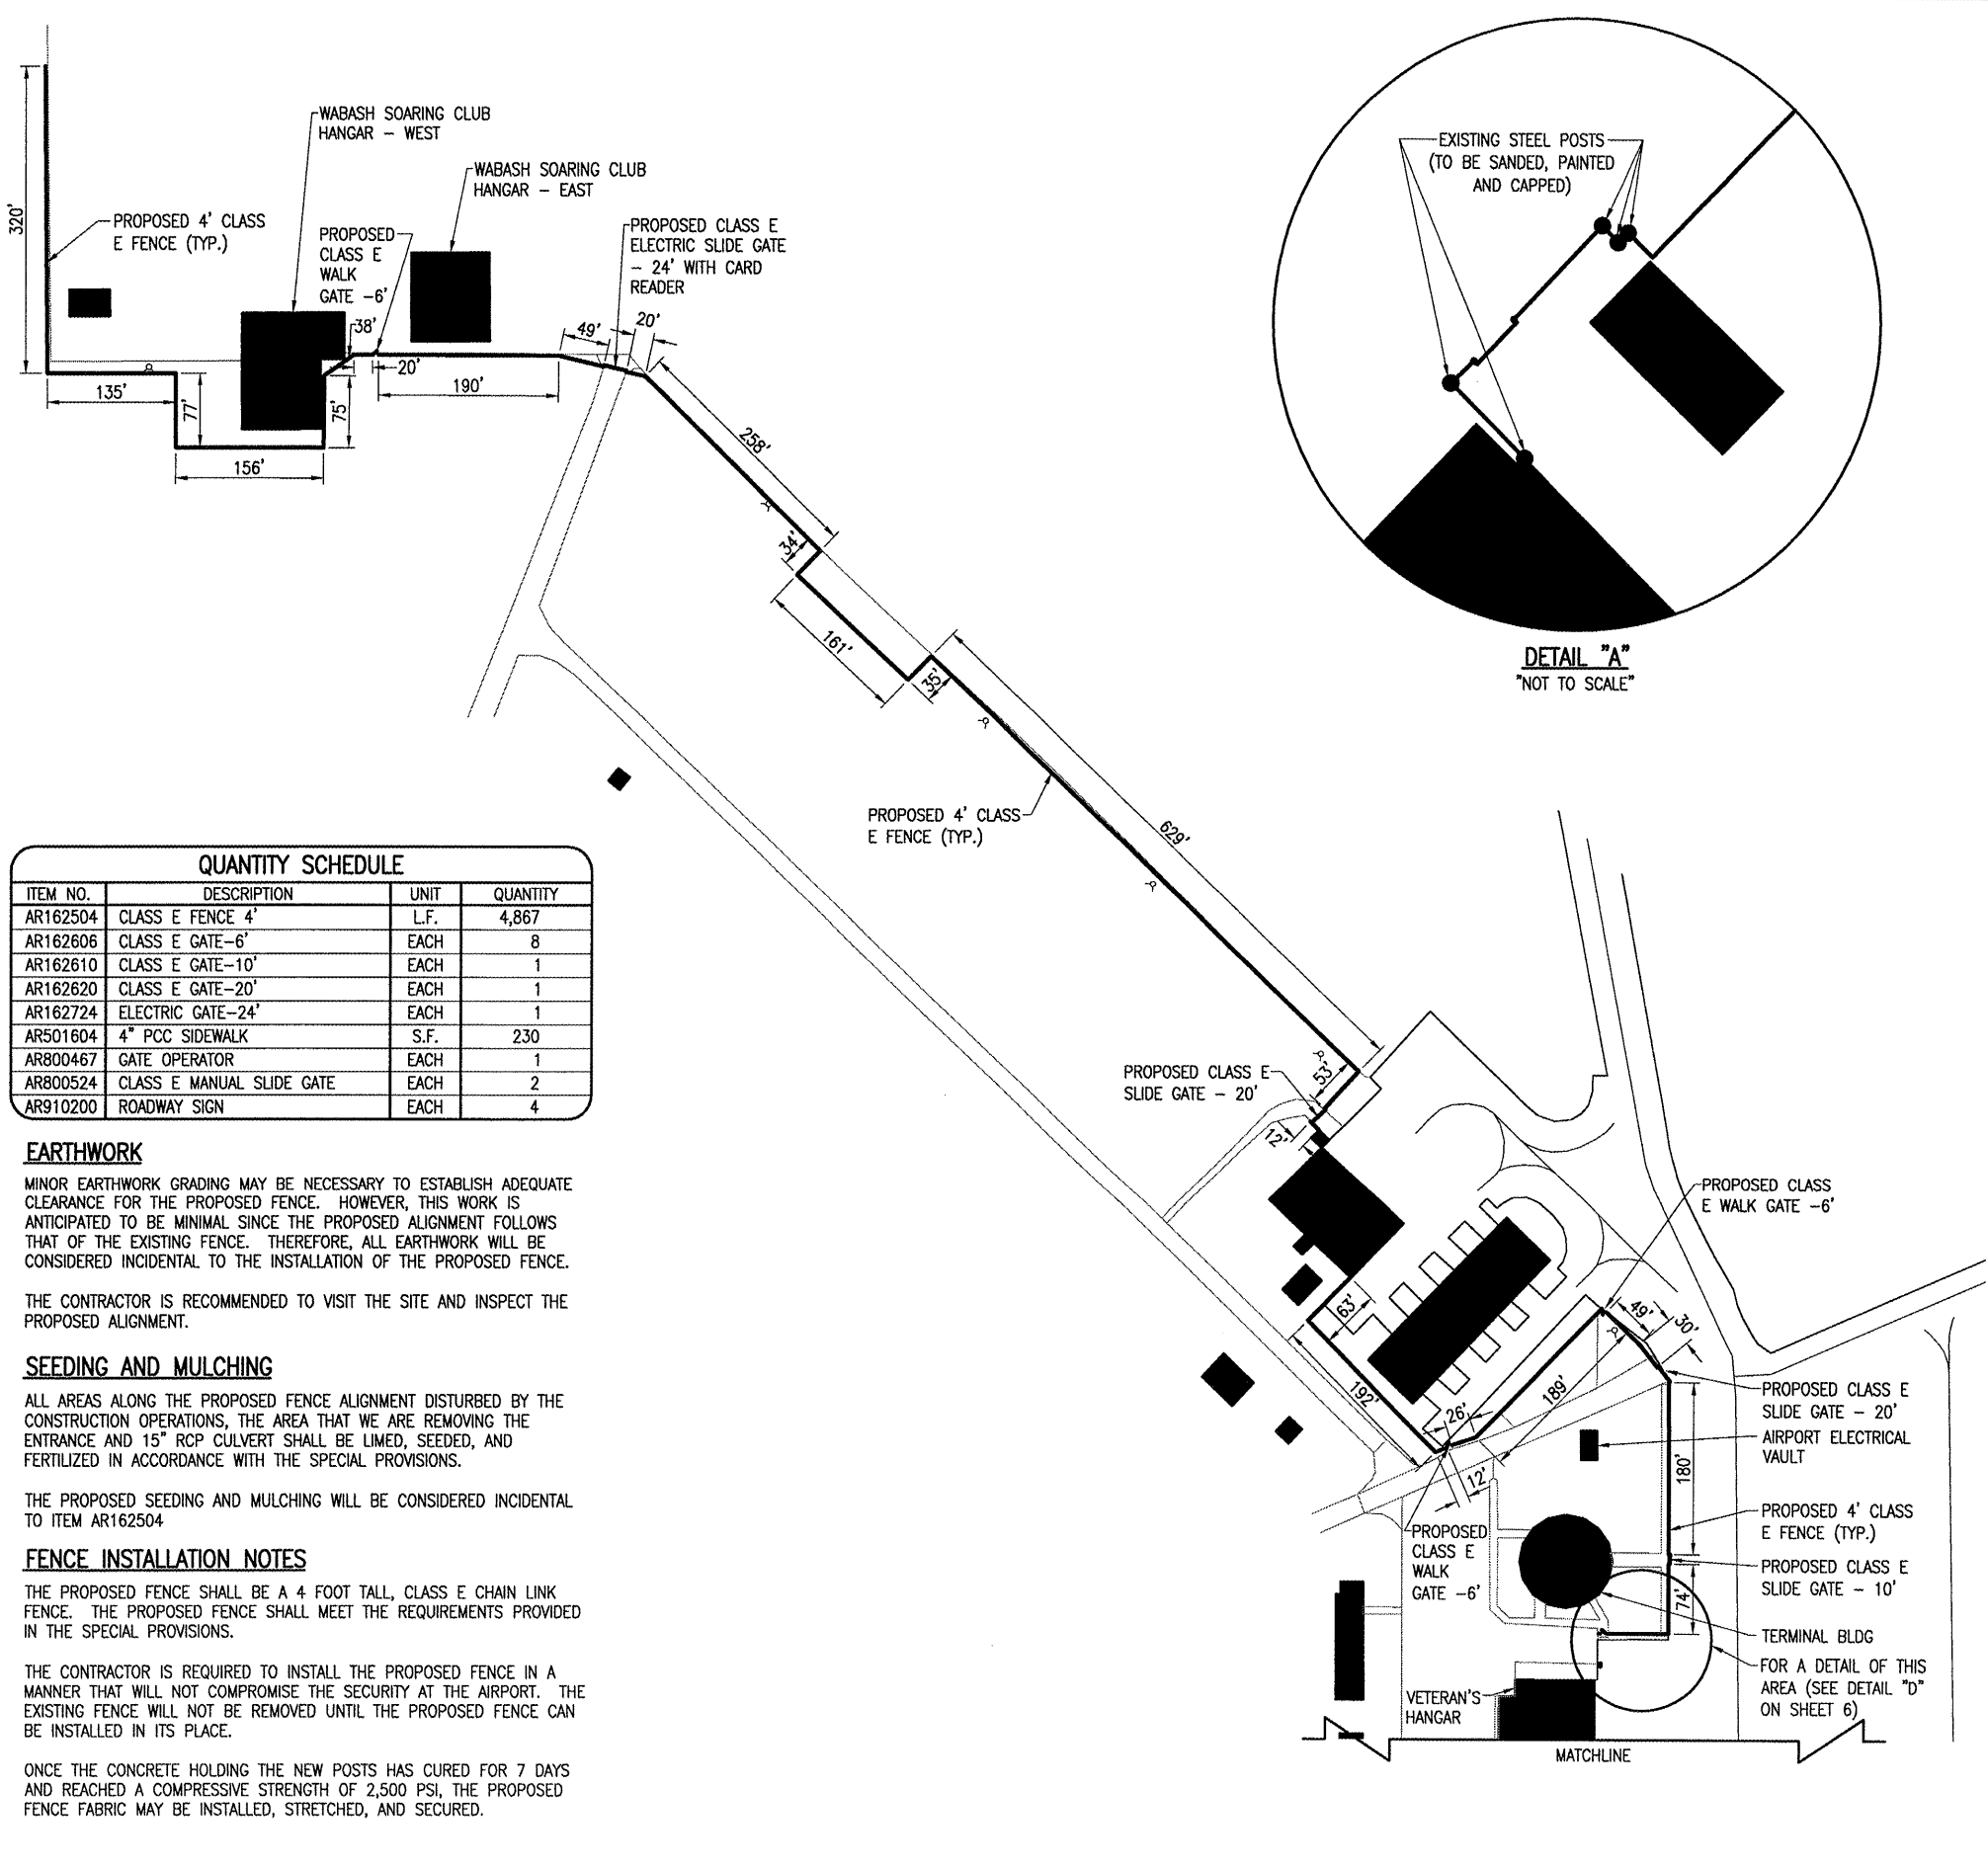 WABASH SOARING CLUB
HANGAR - WEST
WABASH SOARING CLUB
HANGAR - EAST
320'
PROPOSED 4' CLASS
E FENCE (TYP.)
PROPOSED
CLASS E
WALK
GATE -6'
PROPOSED CLASS E
ELECTRIC SLIDE GATE
- 24' WITH CARD
READER
38'
20'
49'
20'
135'
77'
75'
190'
156'
258'
34'
161'
35'
629'
PROPOSED 4' CLASS
E FENCE (TYP.)
EXISTING STEEL POSTS
(TO BE SANDED, PAINTED
AND CAPPED)
DETAIL "A"
"NOT TO SCALE"
QUANTITY SCHEDULE
ITEM NO. DESCRIPTION UNIT QUANTITY
AR162504 CLASS E FENCE 4' L.F. 4,867
AR162606 CLASS E GATE-6' EACH 8
AR162610 CLASS E GATE-10' EACH 1
AR162620 CLASS E GATE-20' EACH 1
AR162724 ELECTRIC GATE-24' EACH 1
AR501604 4" PCC SIDEWALK S.F. 230
AR800467 GATE OPERATOR EACH 1
AR800524 CLASS E MANUAL SLIDE GATE EACH 2
AR910200 ROADWAY SIGN EACH 4
EARTHWORK
MINOR EARTHWORK GRADING MAY BE NECESSARY TO ESTABLISH ADEQUATE
CLEARANCE FOR THE PROPOSED FENCE. HOWEVER, THIS WORK IS
ANTICIPATED TO BE MINIMAL SINCE THE PROPOSED ALIGNMENT FOLLOWS
THAT OF THE EXISTING FENCE. THEREFORE, ALL EARTHWORK WILL BE
CONSIDERED INCIDENTAL TO THE INSTALLATION OF THE PROPOSED FENCE.
THE CONTRACTOR IS RECOMMENDED TO VISIT THE SITE AND INSPECT THE
PROPOSED ALIGNMENT.
SEEDING AND MULCHING
ALL AREAS ALONG THE PROPOSED FENCE ALIGNMENT DISTURBED BY THE
CONSTRUCTION OPERATIONS, THE AREA THAT WE ARE REMOVING THE
ENTRANCE AND 15" RCP CULVERT SHALL BE LIMED, SEEDED, AND
FERTILIZED IN ACCORDANCE WITH THE SPECIAL PROVISIONS.
THE PROPOSED SEEDING AND MULCHING WILL BE CONSIDERED INCIDENTAL
TO ITEM AR162504
FENCE INSTALLATION NOTES
THE PROPOSED FENCE SHALL BE A 4 FOOT TALL, CLASS E CHAIN LINK
FENCE. THE PROPOSED FENCE SHALL MEET THE REQUIREMENTS PROVIDED
IN THE SPECIAL PROVISIONS.
THE CONTRACTOR IS REQUIRED TO INSTALL THE PROPOSED FENCE IN A
MANNER THAT WILL NOT COMPROMISE THE SECURITY AT THE AIRPORT. THE
EXISTING FENCE WILL NOT BE REMOVED UNTIL THE PROPOSED FENCE CAN
BE INSTALLED IN ITS PLACE.
ONCE THE CONCRETE HOLDING THE NEW POSTS HAS CURED FOR 7 DAYS
AND REACHED A COMPRESSIVE STRENGTH OF 2,500 PSI, THE PROPOSED
FENCE FABRIC MAY BE INSTALLED, STRETCHED, AND SECURED.
PROPOSED CLASS E
SLIDE GATE - 20'
53'
12'
63'
192'
26'
12'
189'
49'
30'
PROPOSED CLASS
E WALK GATE -6'
PROPOSED CLASS E
SLIDE GATE - 20'
AIRPORT ELECTRICAL
VAULT
180'
PROPOSED 4' CLASS
E FENCE (TYP.)
PROPOSED CLASS E
SLIDE GATE - 10'
74'
TERMINAL BLDG
FOR A DETAIL OF THIS
AREA (SEE DETAIL "D"
ON SHEET 6)
PROPOSED
CLASS E
WALK
GATE -6'
VETERAN'S
HANGAR
MATCHLINE